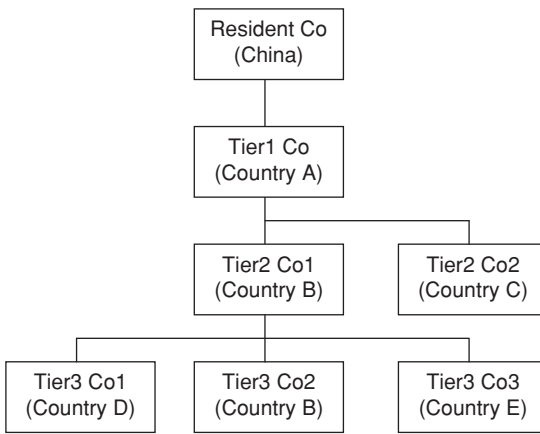 Resident Co
(China)
Tier1 Co
(Country A)
Tier2 Co1
(Country B)
Tier2 Co2
(Country C)
Tier3 Co1
(Country D)
Tier3 Co2
(Country B)
Tier3 Co3
(Country E)